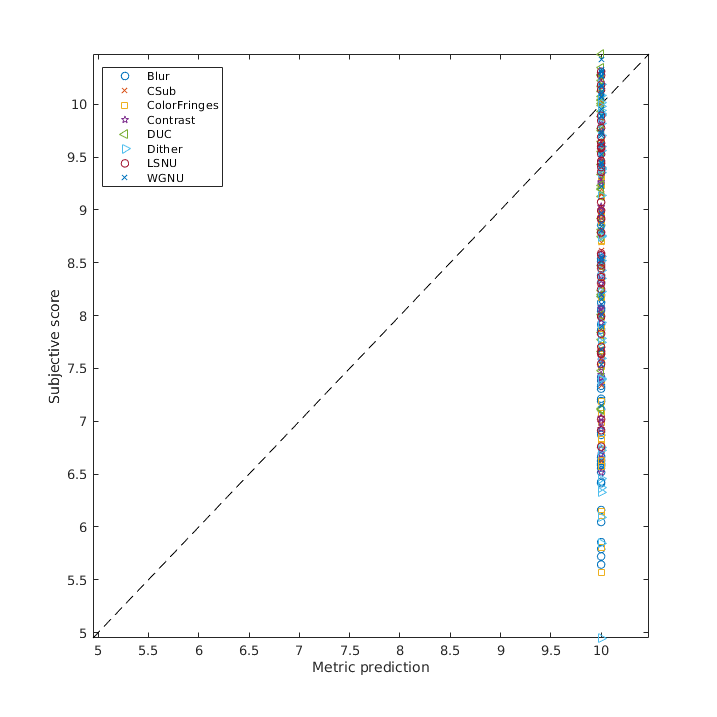 Blur
CSub
ColorFringes
Contrast
DUC
Dither
LSNU
WGNU
10
9.5
9
8.5
8
7.5
7
6.5
6
5.5
5
Subjective score
5 5.5 6 6.5 7 7.5 8 8.5 9 9.5 10
Metric prediction